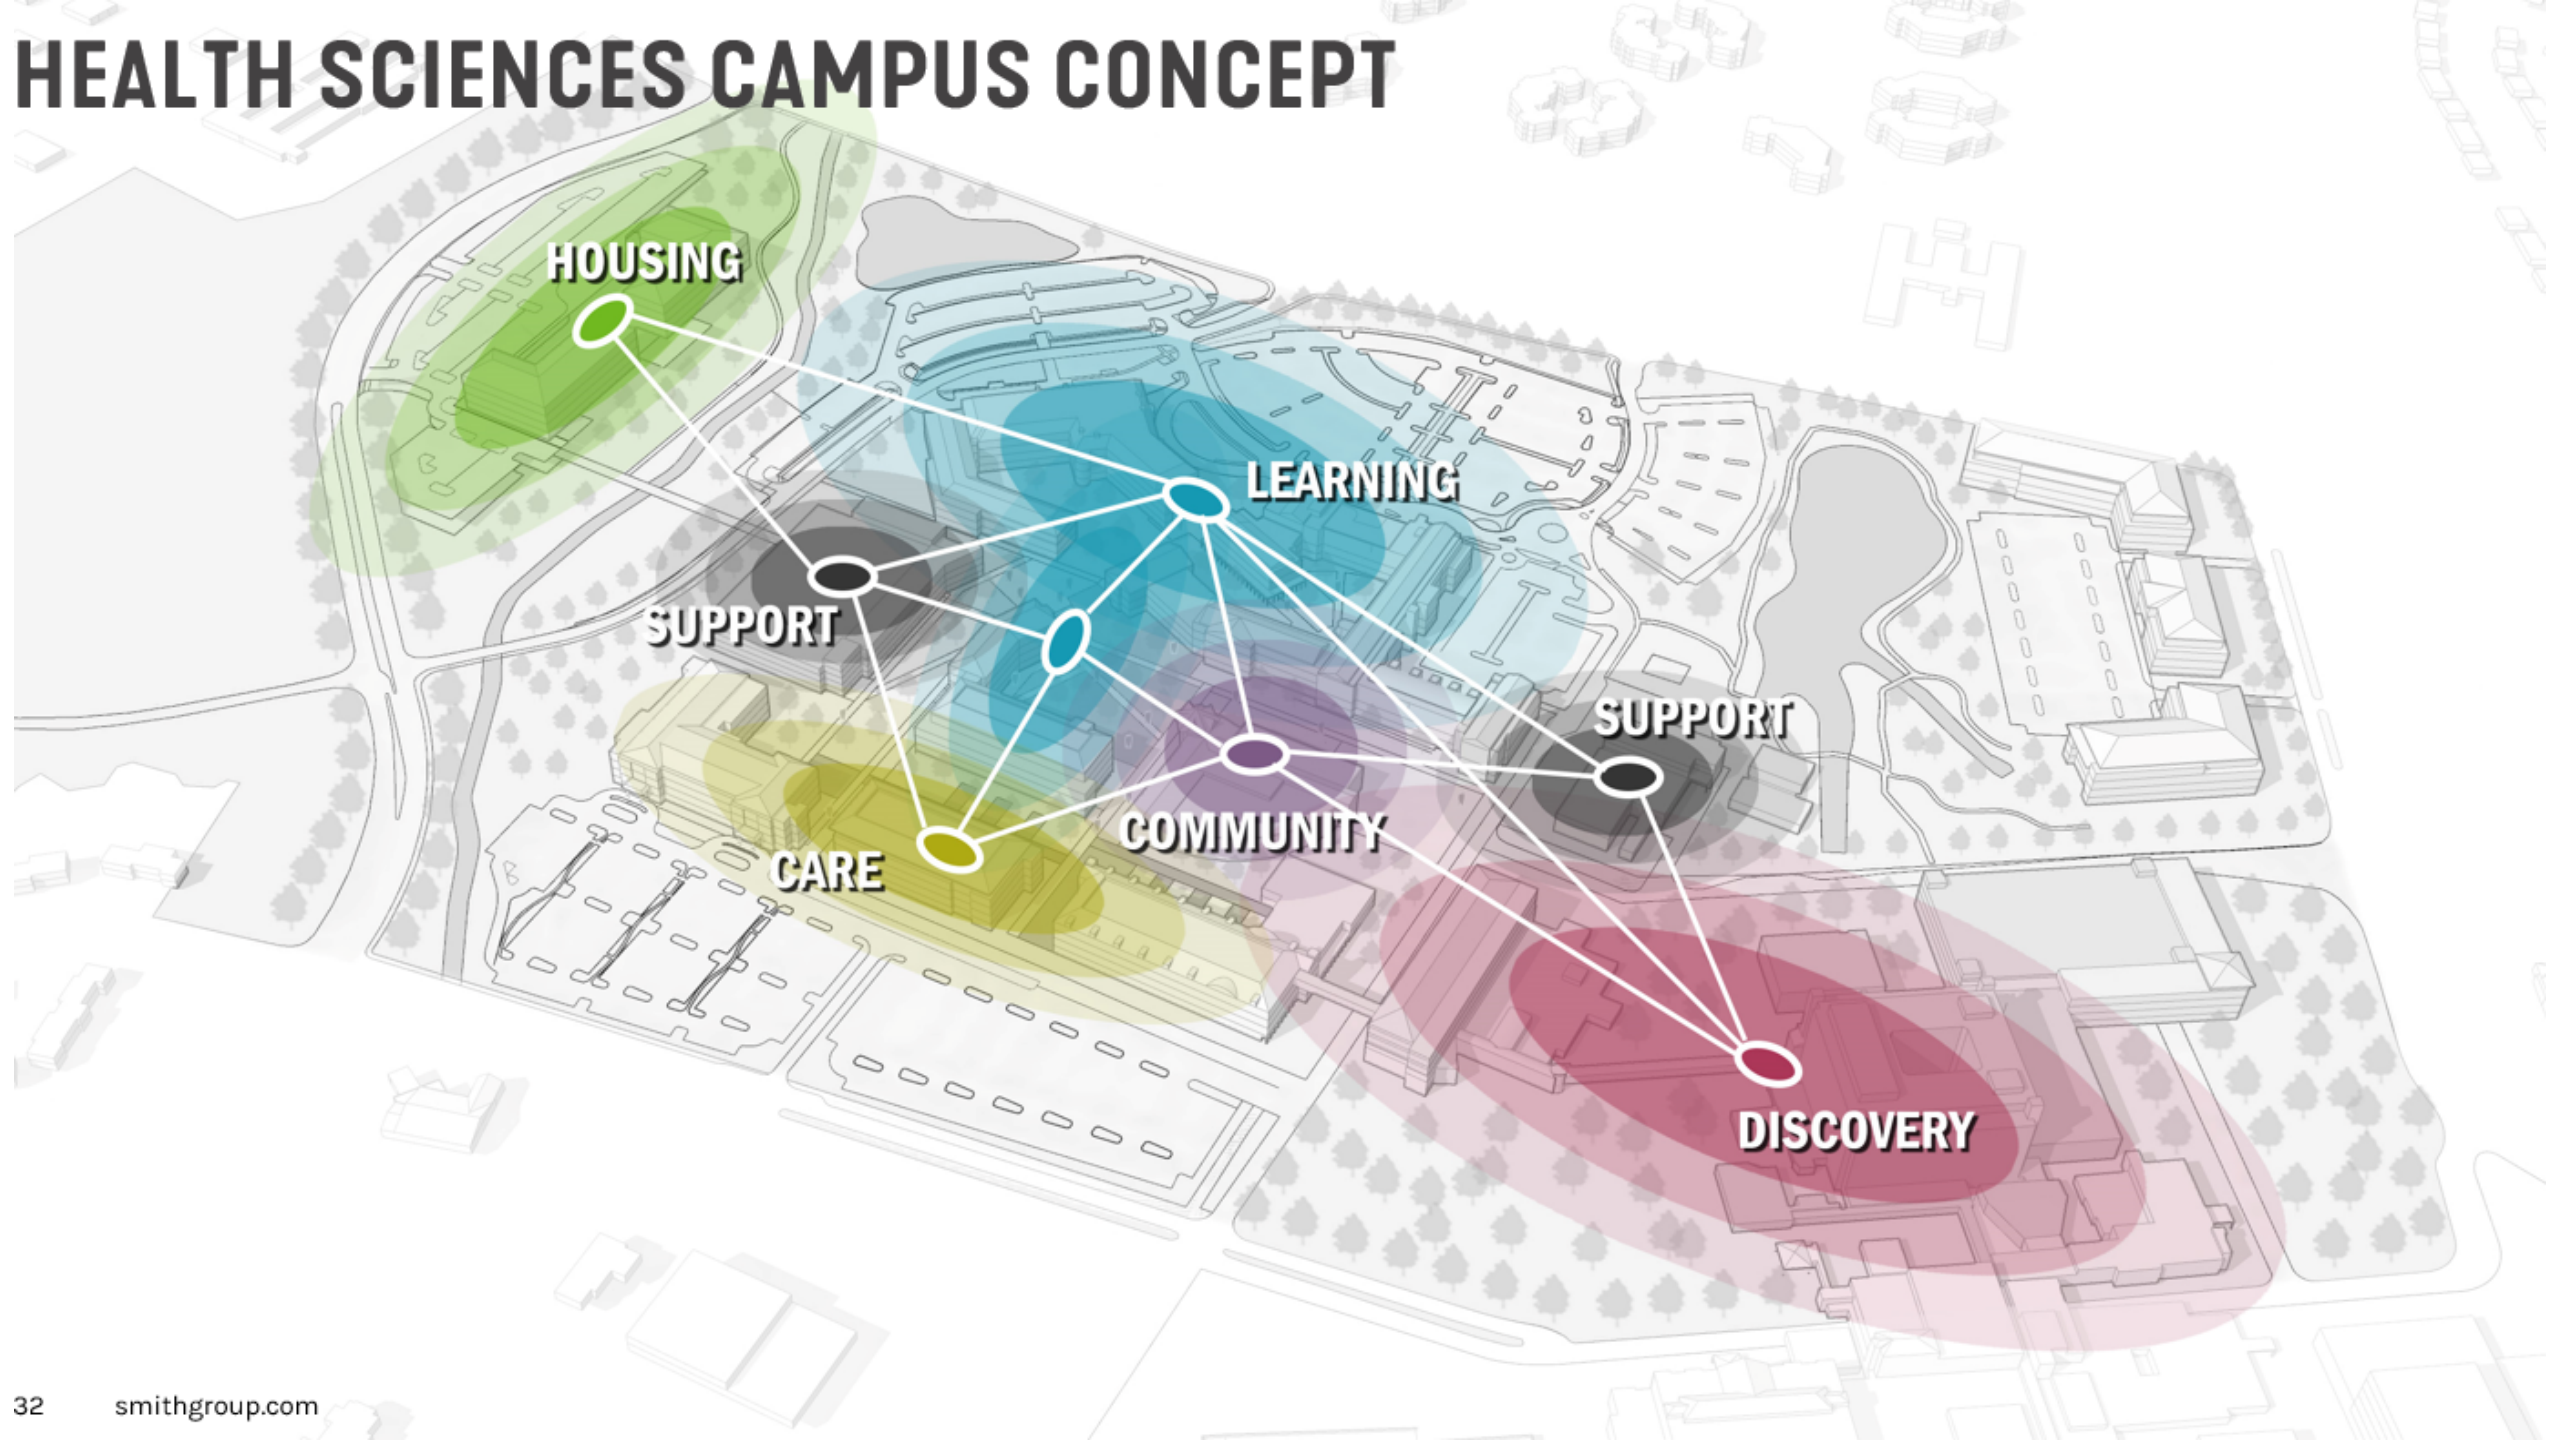 HEALTH SCIENCES CAMPUS CONCEPT
HOUSING
LEARNING
SUPPORT
SUPPORT
COMMUNITY
CARE
DISCOVERY
32 smithgroup.com